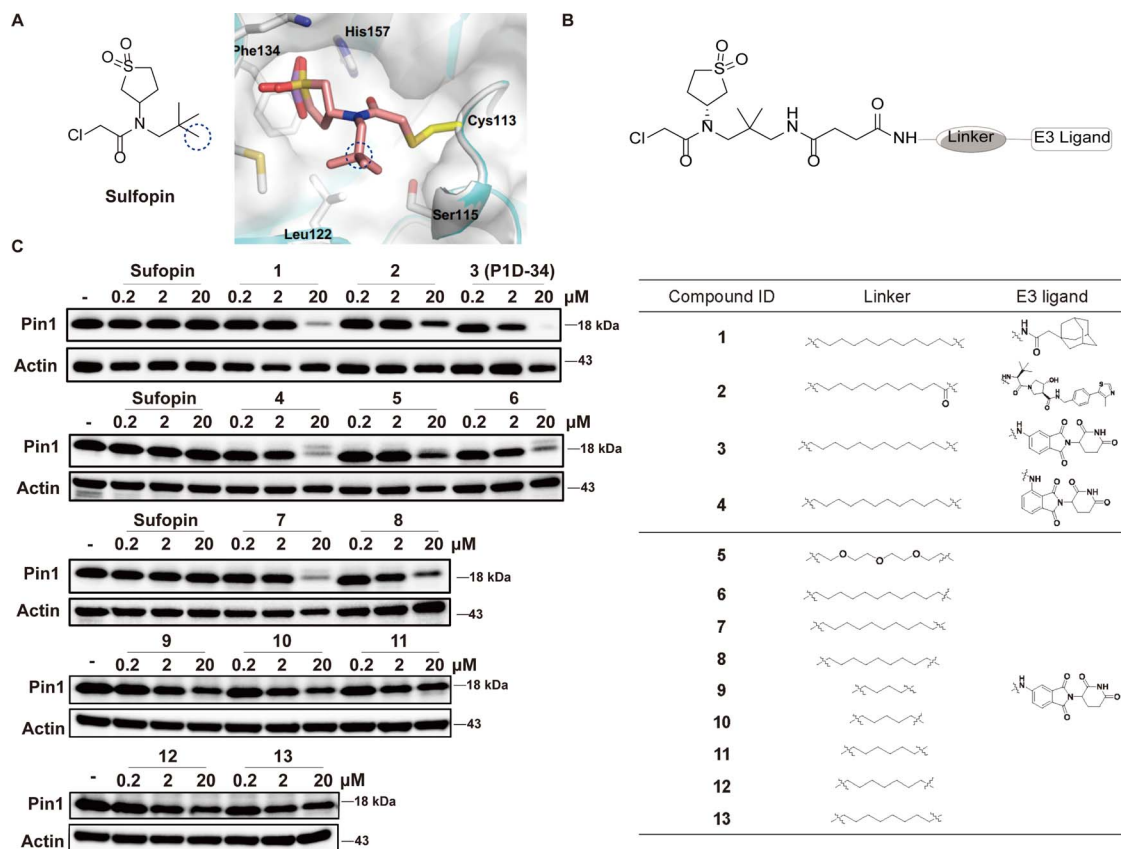 A
B
O
O
S
Cl
N
O
Sulfopin
Phe134
His157
Cys113
Ser115
Leu122
O
O
S
Cl
N
O
NH
O
O
NH
Linker
E3 Ligand
C
Sufopin 1 2 3 (P1D-34)
- 0.2 2 20 0.2 2 20 0.2 2 20 0.2 2 20 μM
Pin1 18 kDa
Actin 43
Sufopin 4 5 6
- 0.2 2 20 0.2 2 20 0.2 2 20 0.2 2 20 μM
Pin1 18 kDa
Actin 43
Sufopin 7 8
- 0.2 2 20 0.2 2 20 0.2 2 20 μM
Pin1 18 kDa
Actin 43
9 10 11
- 0.2 2 20 0.2 2 20 0.2 2 20 μM
Pin1 18 kDa
Actin 43
12 13
- 0.2 2 20 0.2 2 20 μM
Pin1 18 kDa
Actin 43
Compound ID Linker E3 ligand
1
2
3
4
5 O O O
6
7
8
9
10
11
12
13